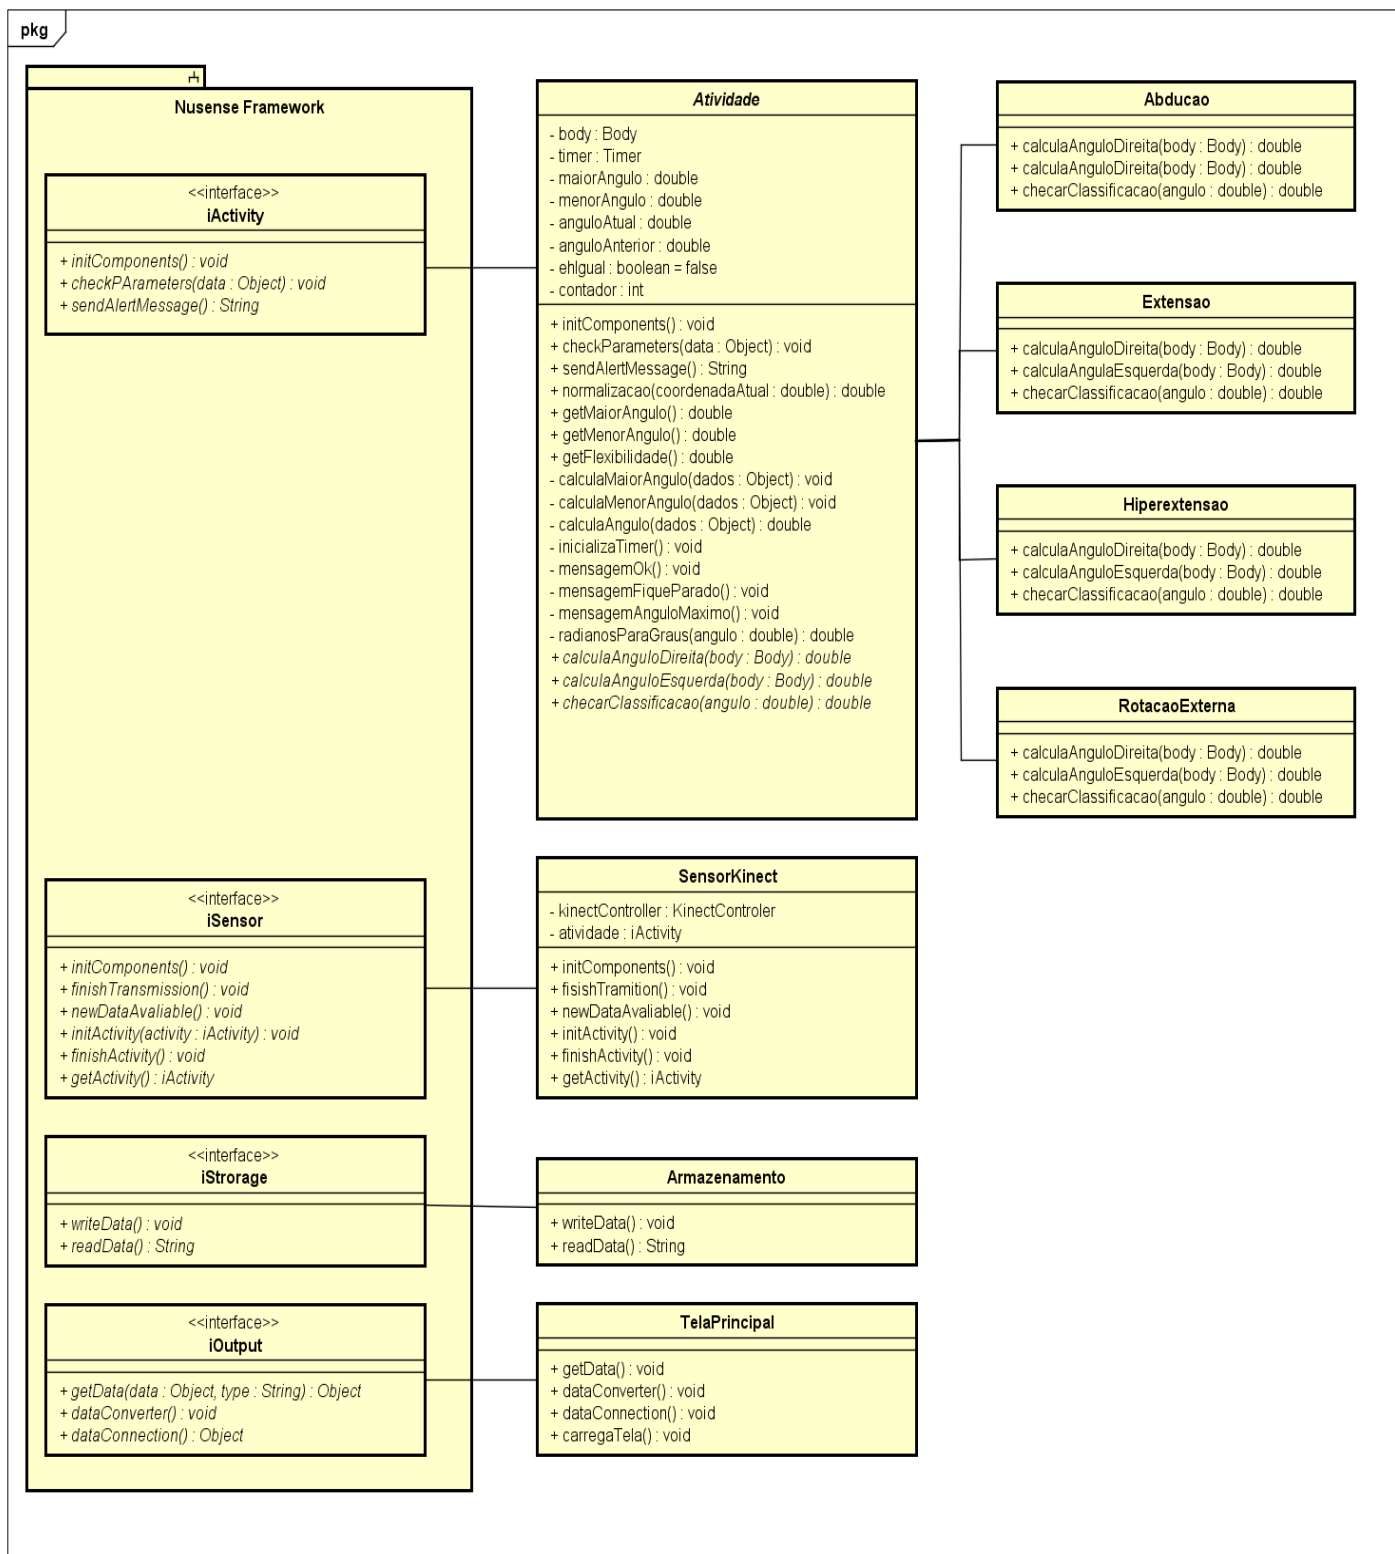 pkg
Nusense Framework
<<interface>>
iActivity
+ initComponents() : void
+ checkPArameters(data : Object) : void
+ sendAlertMessage() : String
<<interface>>
iSensor
+ initComponents() : void
+ finishTransmission() : void
+ newDataAvaliable() : void
+ initActivity(activity : iActivity) : void
+ finishActivity() : void
+ getActivity() : iActivity
<<interface>>
iStrorage
+ writeData() : void
+ readData() : String
<<interface>>
iOutput
+ getData(data : Object, type : String) : Object
+ dataConverter() : void
+ dataConnection() : Object
Atividade
- body : Body
- timer : Timer
- maiorAngulo : double
- menorAngulo : double
- anguloAtual : double
- anguloAnterior : double
- ehIgual : boolean = false
- contador : int
+ initComponents() : void
+ checkParameters(data : Object) : void
+ sendAlertMessage() : String
+ normalizacao(coordenadaAtual : double) : double
+ getMaiorAngulo() : double
+ getMenorAngulo() : double
+ getFlexibilidade() : double
- calculaMaiorAngulo(dados : Object) : void
- calculaMenorAngulo(dados : Object) : void
- calculaAngulo(dados : Object) : double
- inicializaTimer() : void
- mensagemOk() : void
- mensagemFiqueParado() : void
- mensagemAnguloMaximo() : void
- radianosParaGraus(angulo : double) : double
+ calculaAnguloDireita(body : Body) : double
+ calculaAnguloEsquerda(body : Body) : double
+ checarClassificacao(angulo : double) : double
SensorKinect
- kinectController : KinectControler
- atividade : iActivity
+ initComponents() : void
+ fisishTramition() : void
+ newDataAvaliable() : void
+ initActivity() : void
+ finishActivity() : void
+ getActivity() : iActivity
Armazenamento
+ writeData() : void
+ readData() : String
TelaPrincipal
+ getData() : void
+ dataConverter() : void
+ dataConnection() : void
+ carregaTela() : void
Abducao
+ calculaAnguloDireita(body : Body) : double
+ calculaAnguloDireita(body : Body) : double
+ checarClassificacao(angulo : double) : double
Extensao
+ calculaAnguloDireita(body : Body) : double
+ calculaAngulaEsquerda(body : Body) : double
+ checarClassificacao(angulo : double) : double
Hiperextensao
+ calculaAnguloDireita(body : Body) : double
+ calculaAnguloEsquerda(body : Body) : double
+ checarClassificacao(angulo : double) : double
RotacaoExterna
+ calculaAnguloDireita(body : Body) : double
+ calculaAnguloEsquerda(body : Body) : double
+ checarClassificacao(angulo : double) : double